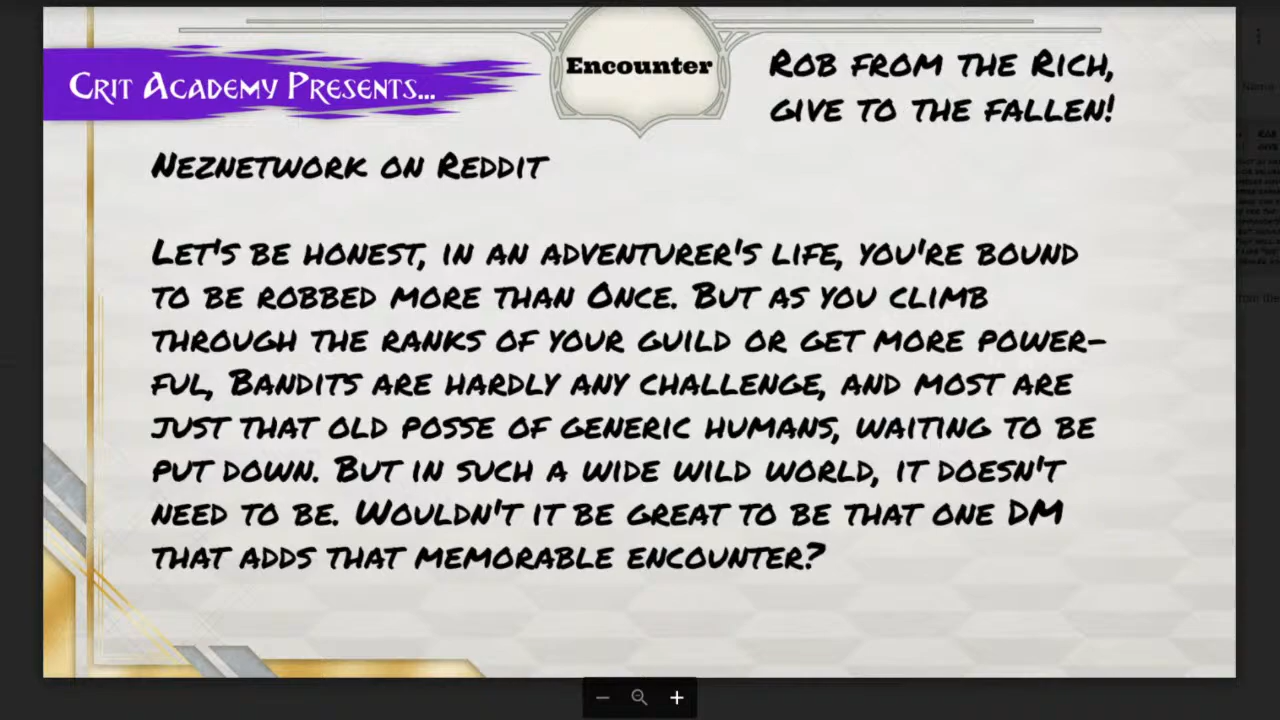 Crit Academy Presents...
Encounter
Rob from the Rich,
give to the fallen!
Neznetwork on Reddit
Let's be honest, in an adventurer's life, you're bound
to be robbed more than Once. But as you climb
through the ranks of your guild or get more power-
ful, Bandits are hardly any challenge, and most are
just that old posse of generic humans, waiting to be
put down. But in such a wide wild world, it doesn't
need to be. Wouldn't it be great to be that one DM
that adds that memorable encounter?